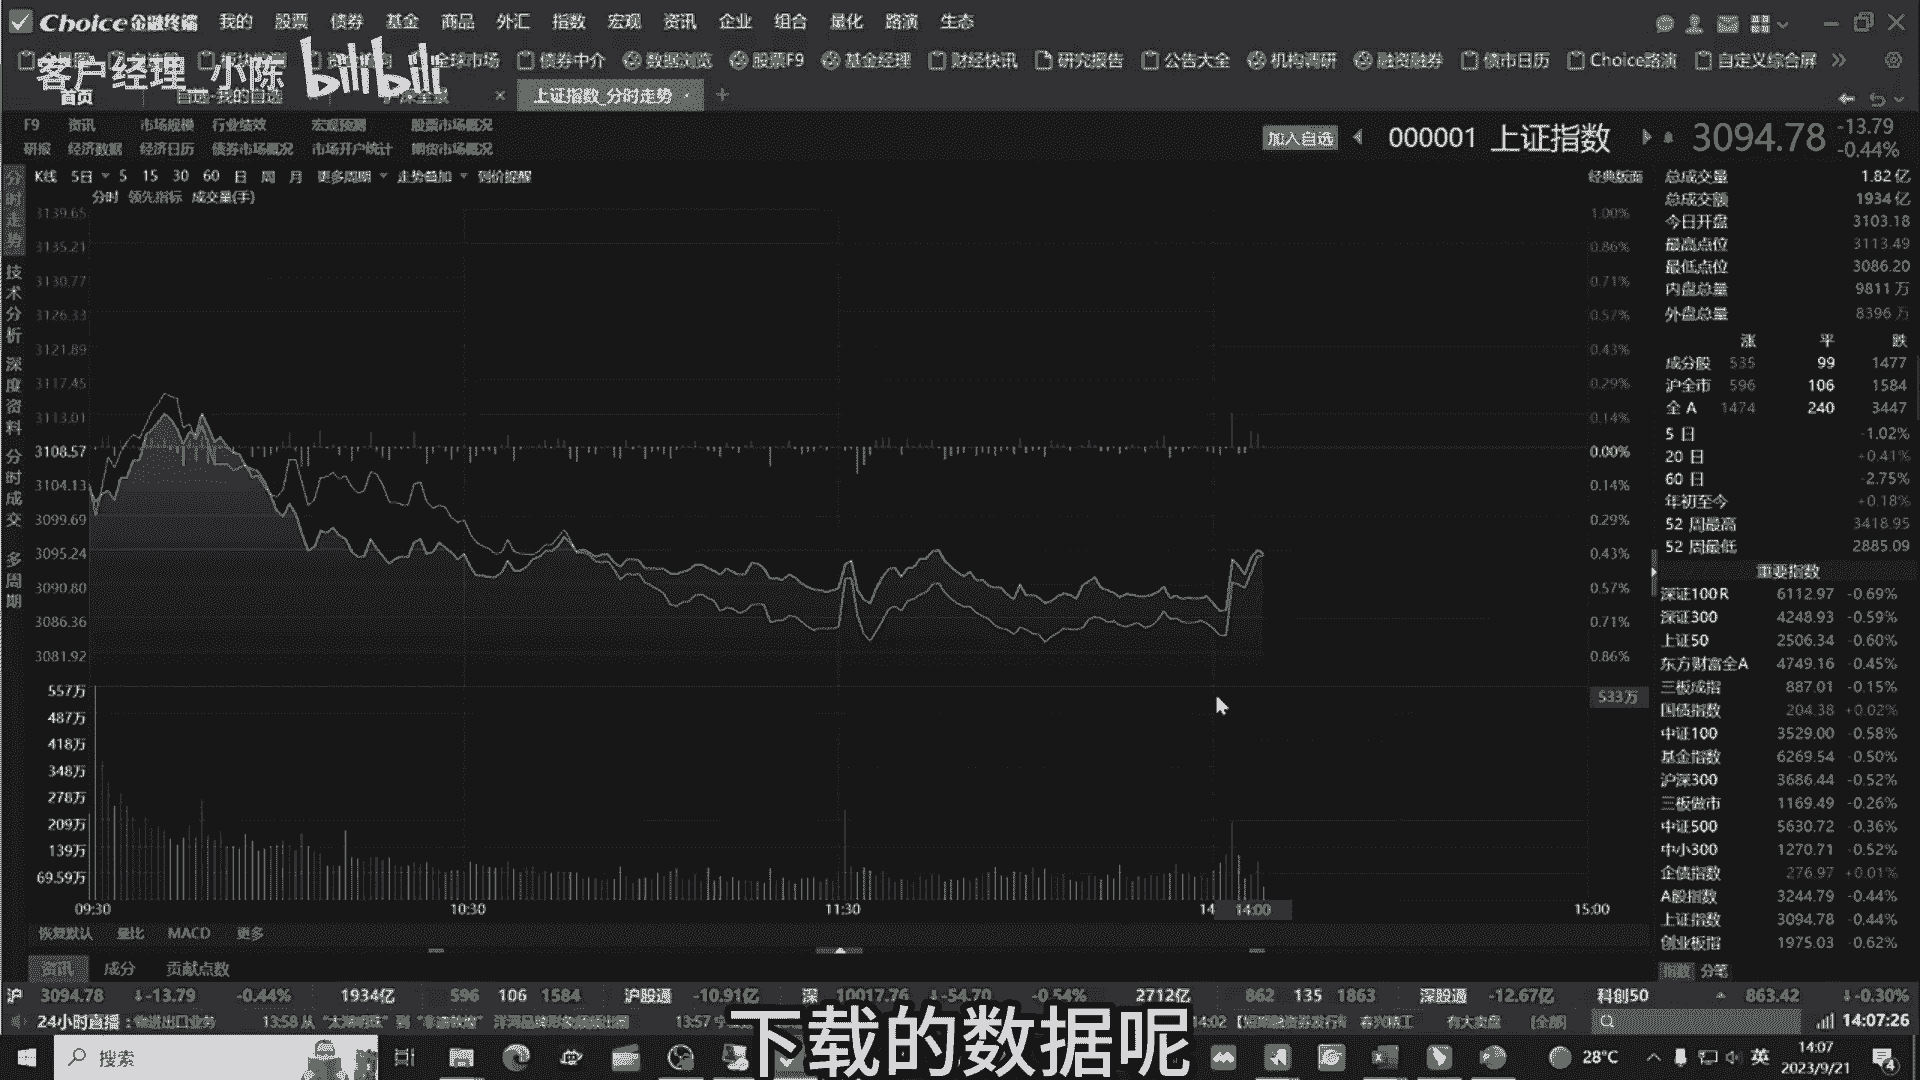 Choice金融终端 我的 股票 债券 基金 商品 外汇 指数 宏观 资讯 企业 组合 量化 路演 生态
全球市场 债券中介 数据浏览 股票F9 基金经理 财经快讯 研究报告 公告大全 机构调研 融资融券 债市日历 Choice路演 自定义综合屏
客户经理_小陈 bilibili
首页 自选-我的自选 上证指数_分时走势
F9 资讯 市场规模 行业绩效 宏观预测 股票市场概况
研报 经济数据 经济日历 债券市场概况 市场开户统计 期货市场概况
加入自选 000001 上证指数 3094.78 -13.79
-0.44%
K线 5日 5 15 30 60 日 周 月 更多周期 走势叠加 到价提醒 经典版面
分时 领先指标 成交量(手)
分时走势
技术分析
深度资料
分时成交
多周期
3139.65 1.00%
3135.21 0.86%
3130.77 0.71%
3126.33 0.57%
3121.89 0.43%
3117.45 0.29%
3113.01 0.14%
3108.57 0.00%
3104.13 0.14%
3099.69 0.29%
3095.24 0.43%
3090.80 0.57%
3086.36 0.71%
3081.92 0.86%
557万 533万
487万
418万
348万
278万
209万
139万
69.59万
09:30 10:30 11:30 14 14:00 15:00
恢复默认 量比 MACD 更多
资讯 成分 贡献点数
总成交量 1.82亿
总成交额 1934亿
今日开盘 3103.18
最高点位 3113.49
最低点位 3086.20
内盘总量 9811万
外盘总量 8396万
涨 平 跌
成分股 535 99 1477
沪全市 596 106 1584
全A 1474 240 3447
5日 -1.02%
20日 +0.41%
60日 -2.75%
年初至今 +0.18%
52周最高 3418.95
52周最低 2885.09
重要指数
深证100R 6112.97 -0.69%
深证300 4248.93 -0.59%
上证50 2506.34 -0.60%
东方财富全A 4749.16 -0.45%
三板成指 887.01 -0.15%
国债指数 204.38 +0.02%
中证100 3529.00 -0.58%
基金指数 6269.54 -0.50%
沪深300 3686.44 -0.52%
三板做市 1169.49 -0.26%
中证500 5630.72 -0.36%
中小300 1270.71 -0.52%
企债指数 276.97 +0.01%
A股指数 3244.79 -0.44%
上证指数 3094.78 -0.44%
创业板指 1975.03 -0.62%
指数 分笔
沪 3094.78 ↓-13.79 -0.44% 1934亿 596 106 1584 沪股通 -10.91亿 深 10017.76 ↓-54.70 -0.54% 2712亿 862 135 1863 深股通 -12.67亿 科创50 863.42 ↓-0.30%
24小时直播: 13:58 从 到 13:57 14:02 有大卖盘 [全部] 14:07:26
下载的数据呢
搜索 28°C 英 14:07
2023/9/21 4